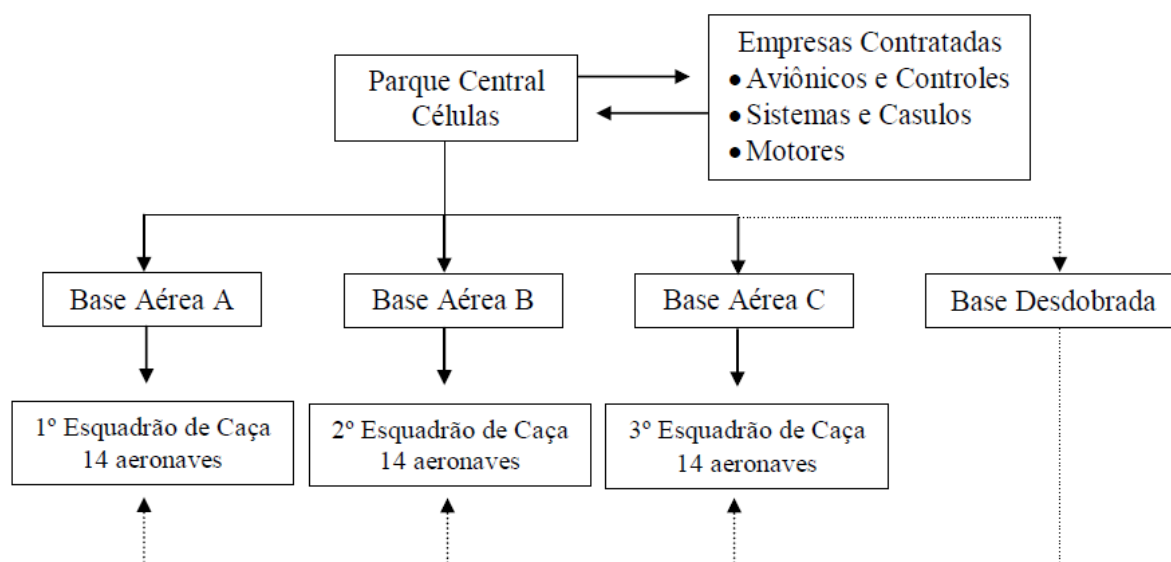 Parque Central
Células
Empresas Contratadas
• Aviônicos e Controles
• Sistemas e Casulos
• Motores
Base Aérea A
Base Aérea B
Base Aérea C
Base Desdobrada
1º Esquadrão de Caça
14 aeronaves
2º Esquadrão de Caça
14 aeronaves
3º Esquadrão de Caça
14 aeronaves